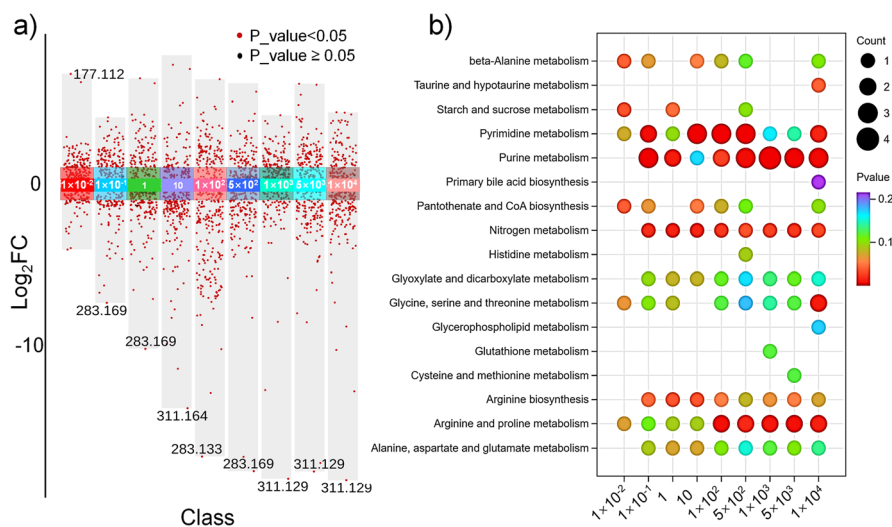 a)
P_value<0.05
P_value ≥ 0.05
177.112
0
1×10⁻² 1×10⁻¹ 1 10 1×10² 5×10² 1×10³ 5×10³ 1×10⁴
Log₂FC
283.169
283.169
-10
311.164
283.133
283.169
311.129
311.129
311.129
Class
b)
beta-Alanine metabolism
Taurine and hypotaurine metabolism
Starch and sucrose metabolism
Pyrimidine metabolism
Purine metabolism
Primary bile acid biosynthesis
Pantothenate and CoA biosynthesis
Nitrogen metabolism
Histidine metabolism
Glyoxylate and dicarboxylate metabolism
Glycine, serine and threonine metabolism
Glycerophospholipid metabolism
Glutathione metabolism
Cysteine and methionine metabolism
Arginine biosynthesis
Arginine and proline metabolism
Alanine, aspartate and glutamate metabolism
1×10⁻² 1×10⁻¹ 1 10 1×10² 5×10² 1×10³ 5×10³ 1×10⁴
Count
1
2
3
4
Pvalue
0.2
0.1